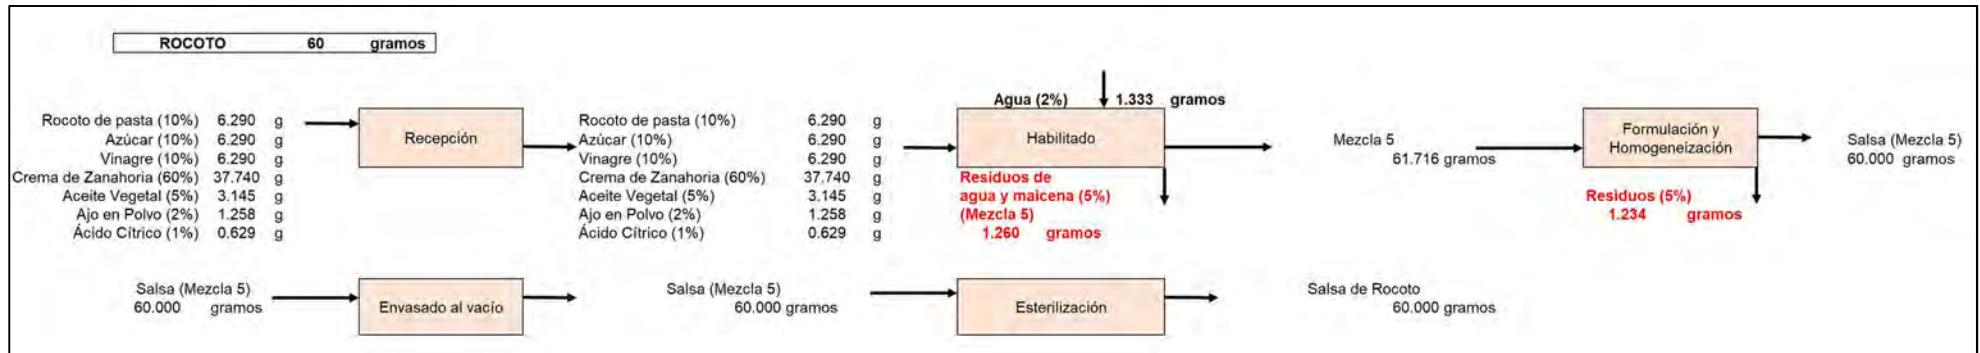 ROCOTO 60 gramos
Rocoto de pasta (10%) 6.290 g
Azúcar (10%) 6.290 g
Vinagre (10%) 6.290 g
Crema de Zanahoria (60%) 37.740 g
Aceite Vegetal (5%) 3.145 g
Ajo en Polvo (2%) 1.258 g
Ácido Cítrico (1%) 0.629 g
Recepción
Rocoto de pasta (10%) 6.290 g
Azúcar (10%) 6.290 g
Vinagre (10%) 6.290 g
Crema de Zanahoria (60%) 37.740 g
Aceite Vegetal (5%) 3.145 g
Ajo en Polvo (2%) 1.258 g
Ácido Cítrico (1%) 0.629 g
Agua (2%) 1.333 gramos
Habilitado
Residuos de
agua y maicena (5%)
(Mezcla 5)
1.260 gramos
Mezcla 5
61.716 gramos
Formulación y
Homogeneización
Residuos (5%)
1.234 gramos
Salsa (Mezcla 5)
60.000 gramos
Salsa (Mezcla 5)
60.000 gramos
Envasado al vacío
Salsa (Mezcla 5)
60.000 gramos
Esterilización
Salsa de Rocoto
60.000 gramos